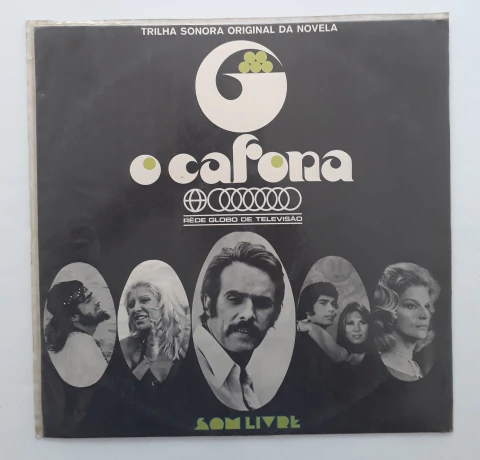 TRILHA SONORA ORIGINAL DA NOVELA
o cafona
RÊDE GLOBO DE TELEVISÃO
SOM LIVRE